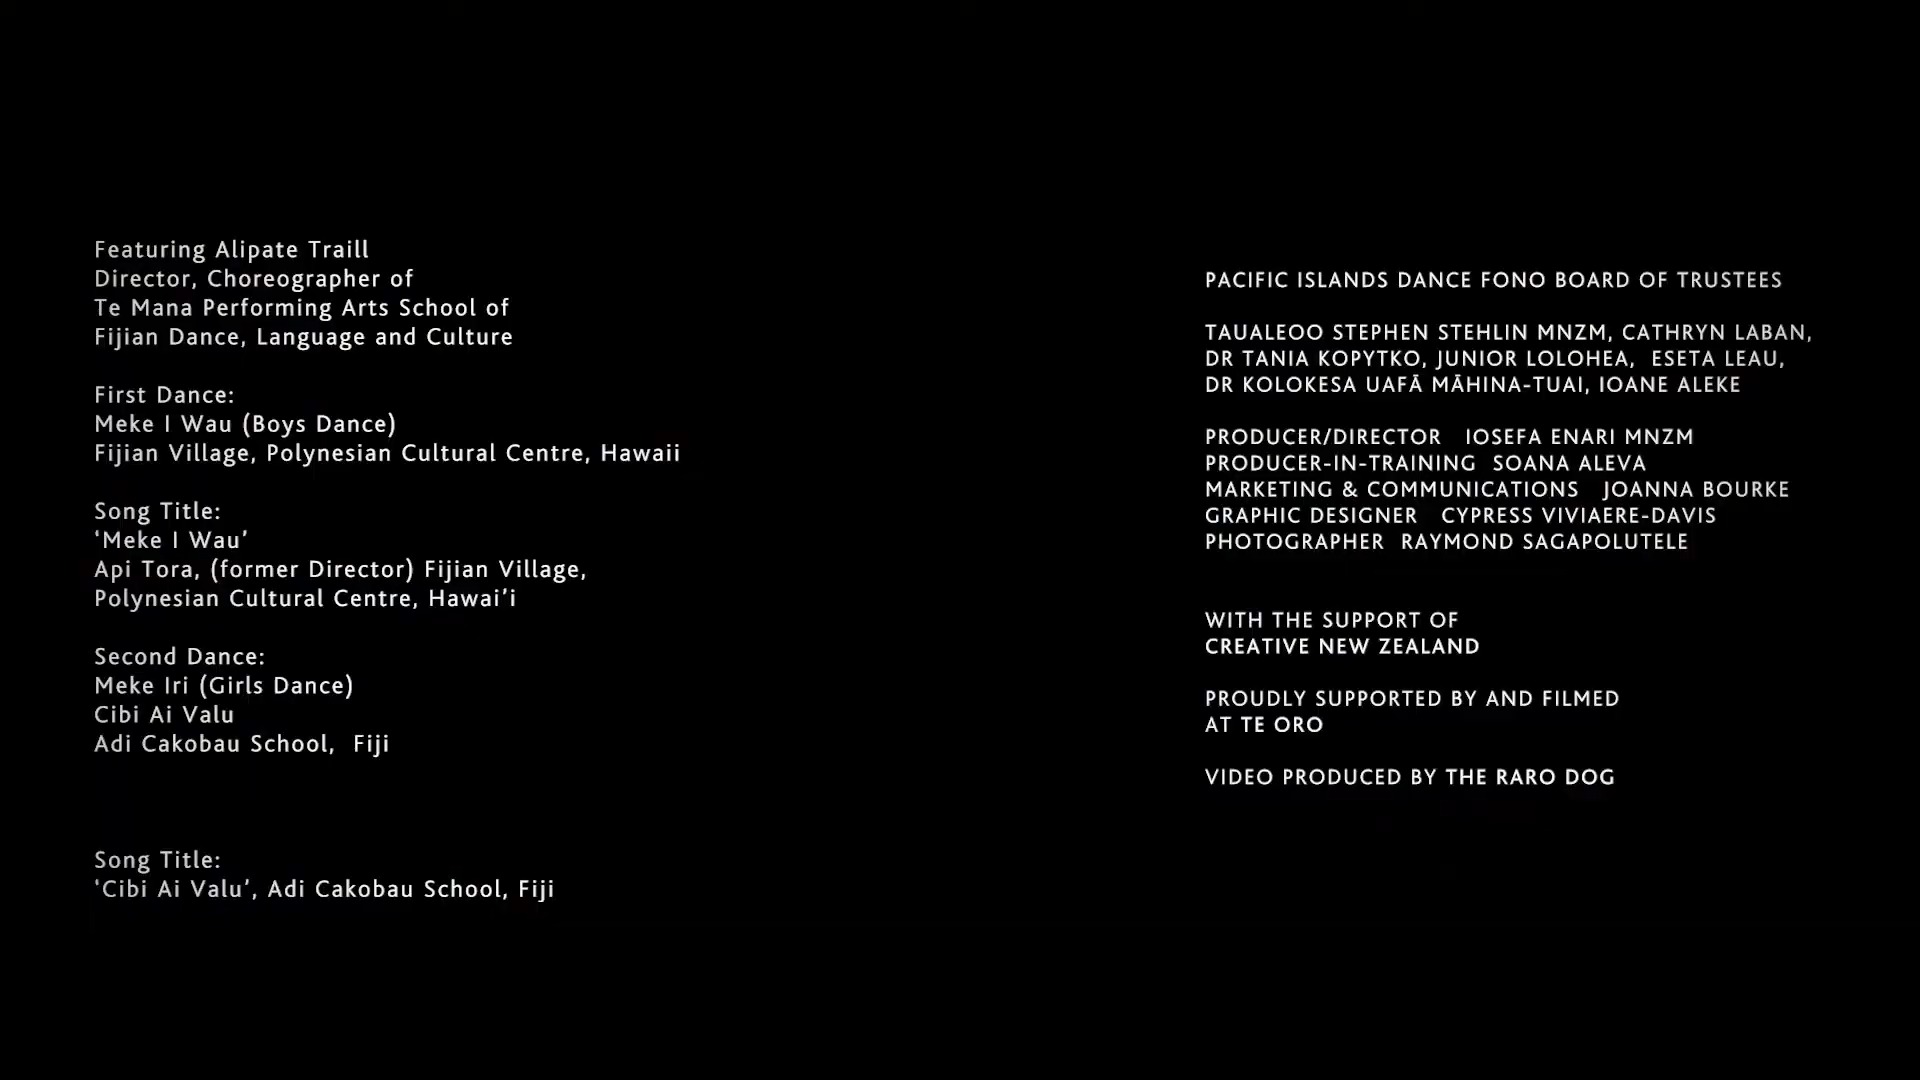 Featuring Alipate Traill
Director, Choreographer of
Te Mana Performing Arts School of
Fijian Dance, Language and Culture
First Dance:
Meke I Wau (Boys Dance)
Fijian Village, Polynesian Cultural Centre, Hawaii
Song Title:
‘Meke I Wau’
Api Tora, (former Director) Fijian Village,
Polynesian Cultural Centre, Hawai’i
Second Dance:
Meke Iri (Girls Dance)
Cibi Ai Valu
Adi Cakobau School, Fiji
Song Title:
‘Cibi Ai Valu’, Adi Cakobau School, Fiji
PACIFIC ISLANDS DANCE FONO BOARD OF TRUSTEES
TAUALEOO STEPHEN STEHLIN MNZM, CATHRYN LABAN,
DR TANIA KOPYTKO, JUNIOR LOLOHEA, ESETA LEAU,
DR KOLOKESA UAFĀ MĀHINA-TUAI, IOANE ALEKE
PRODUCER/DIRECTOR IOSEFA ENARI MNZM
PRODUCER-IN-TRAINING SOANA ALEVA
MARKETING & COMMUNICATIONS JOANNA BOURKE
GRAPHIC DESIGNER CYPRESS VIVIAERE-DAVIS
PHOTOGRAPHER RAYMOND SAGAPOLUTELE
WITH THE SUPPORT OF
CREATIVE NEW ZEALAND
PROUDLY SUPPORTED BY AND FILMED
AT TE ORO
VIDEO PRODUCED BY THE RARO DOG